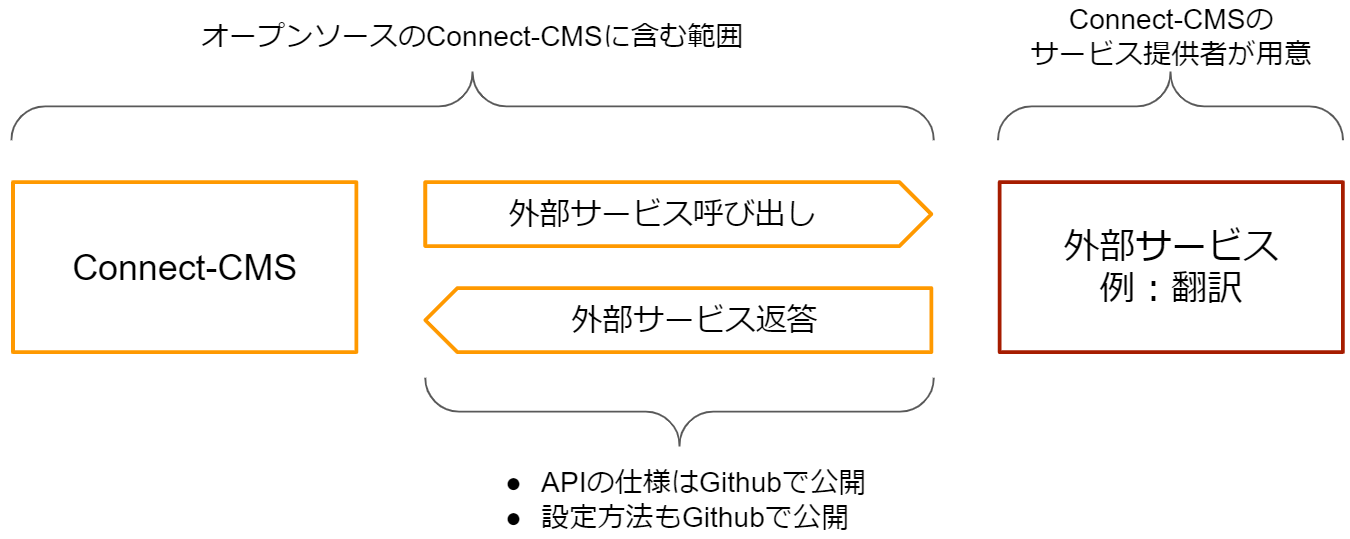 オープンソースのConnect-CMSに含む範囲
Connect-CMSの
サービス提供者が用意
Connect-CMS
外部サービス呼び出し
外部サービス返答
外部サービス
例：翻訳
● APIの仕様はGithubで公開
● 設定方法もGithubで公開